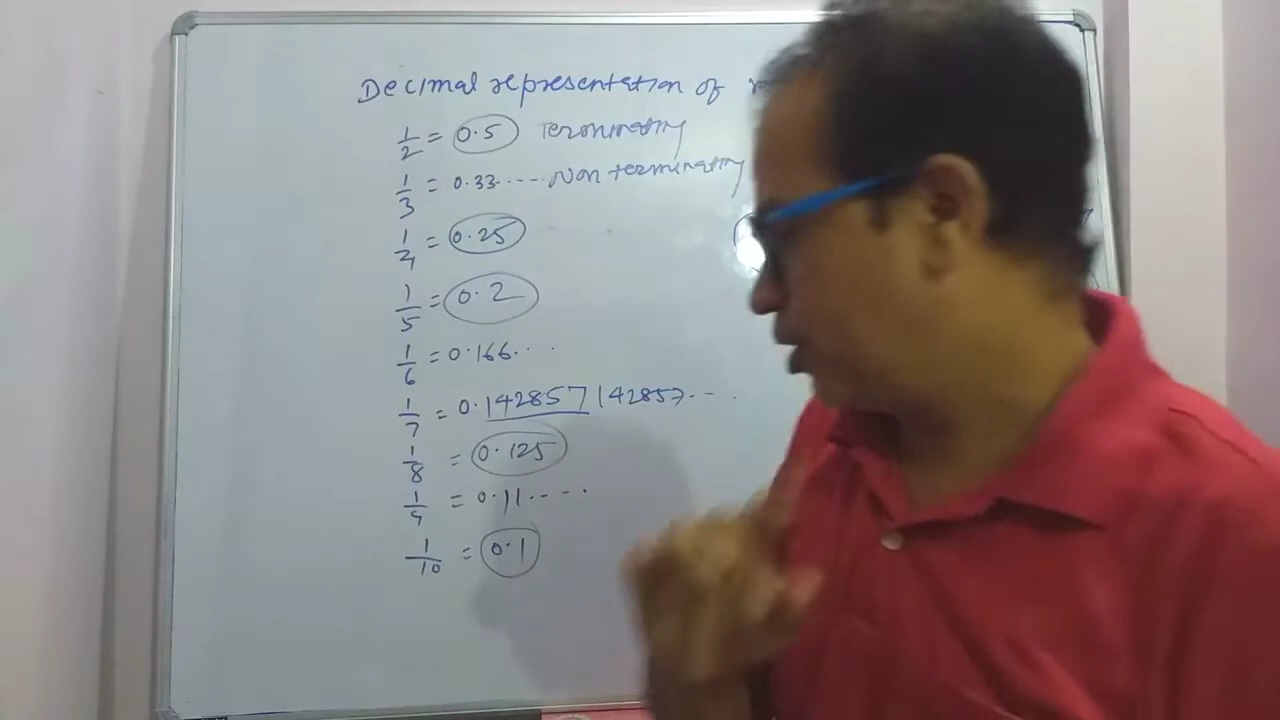 Decimal representation of
1/2 = 0.5 Terminating
1/3 = 0.33..... Non terminating
1/4 = 0.25
1/5 = 0.2
1/6 = 0.166...
1/7 = 0.142857142857...
1/8 = 0.125
1/9 = 0.11....
1/10 = 0.1